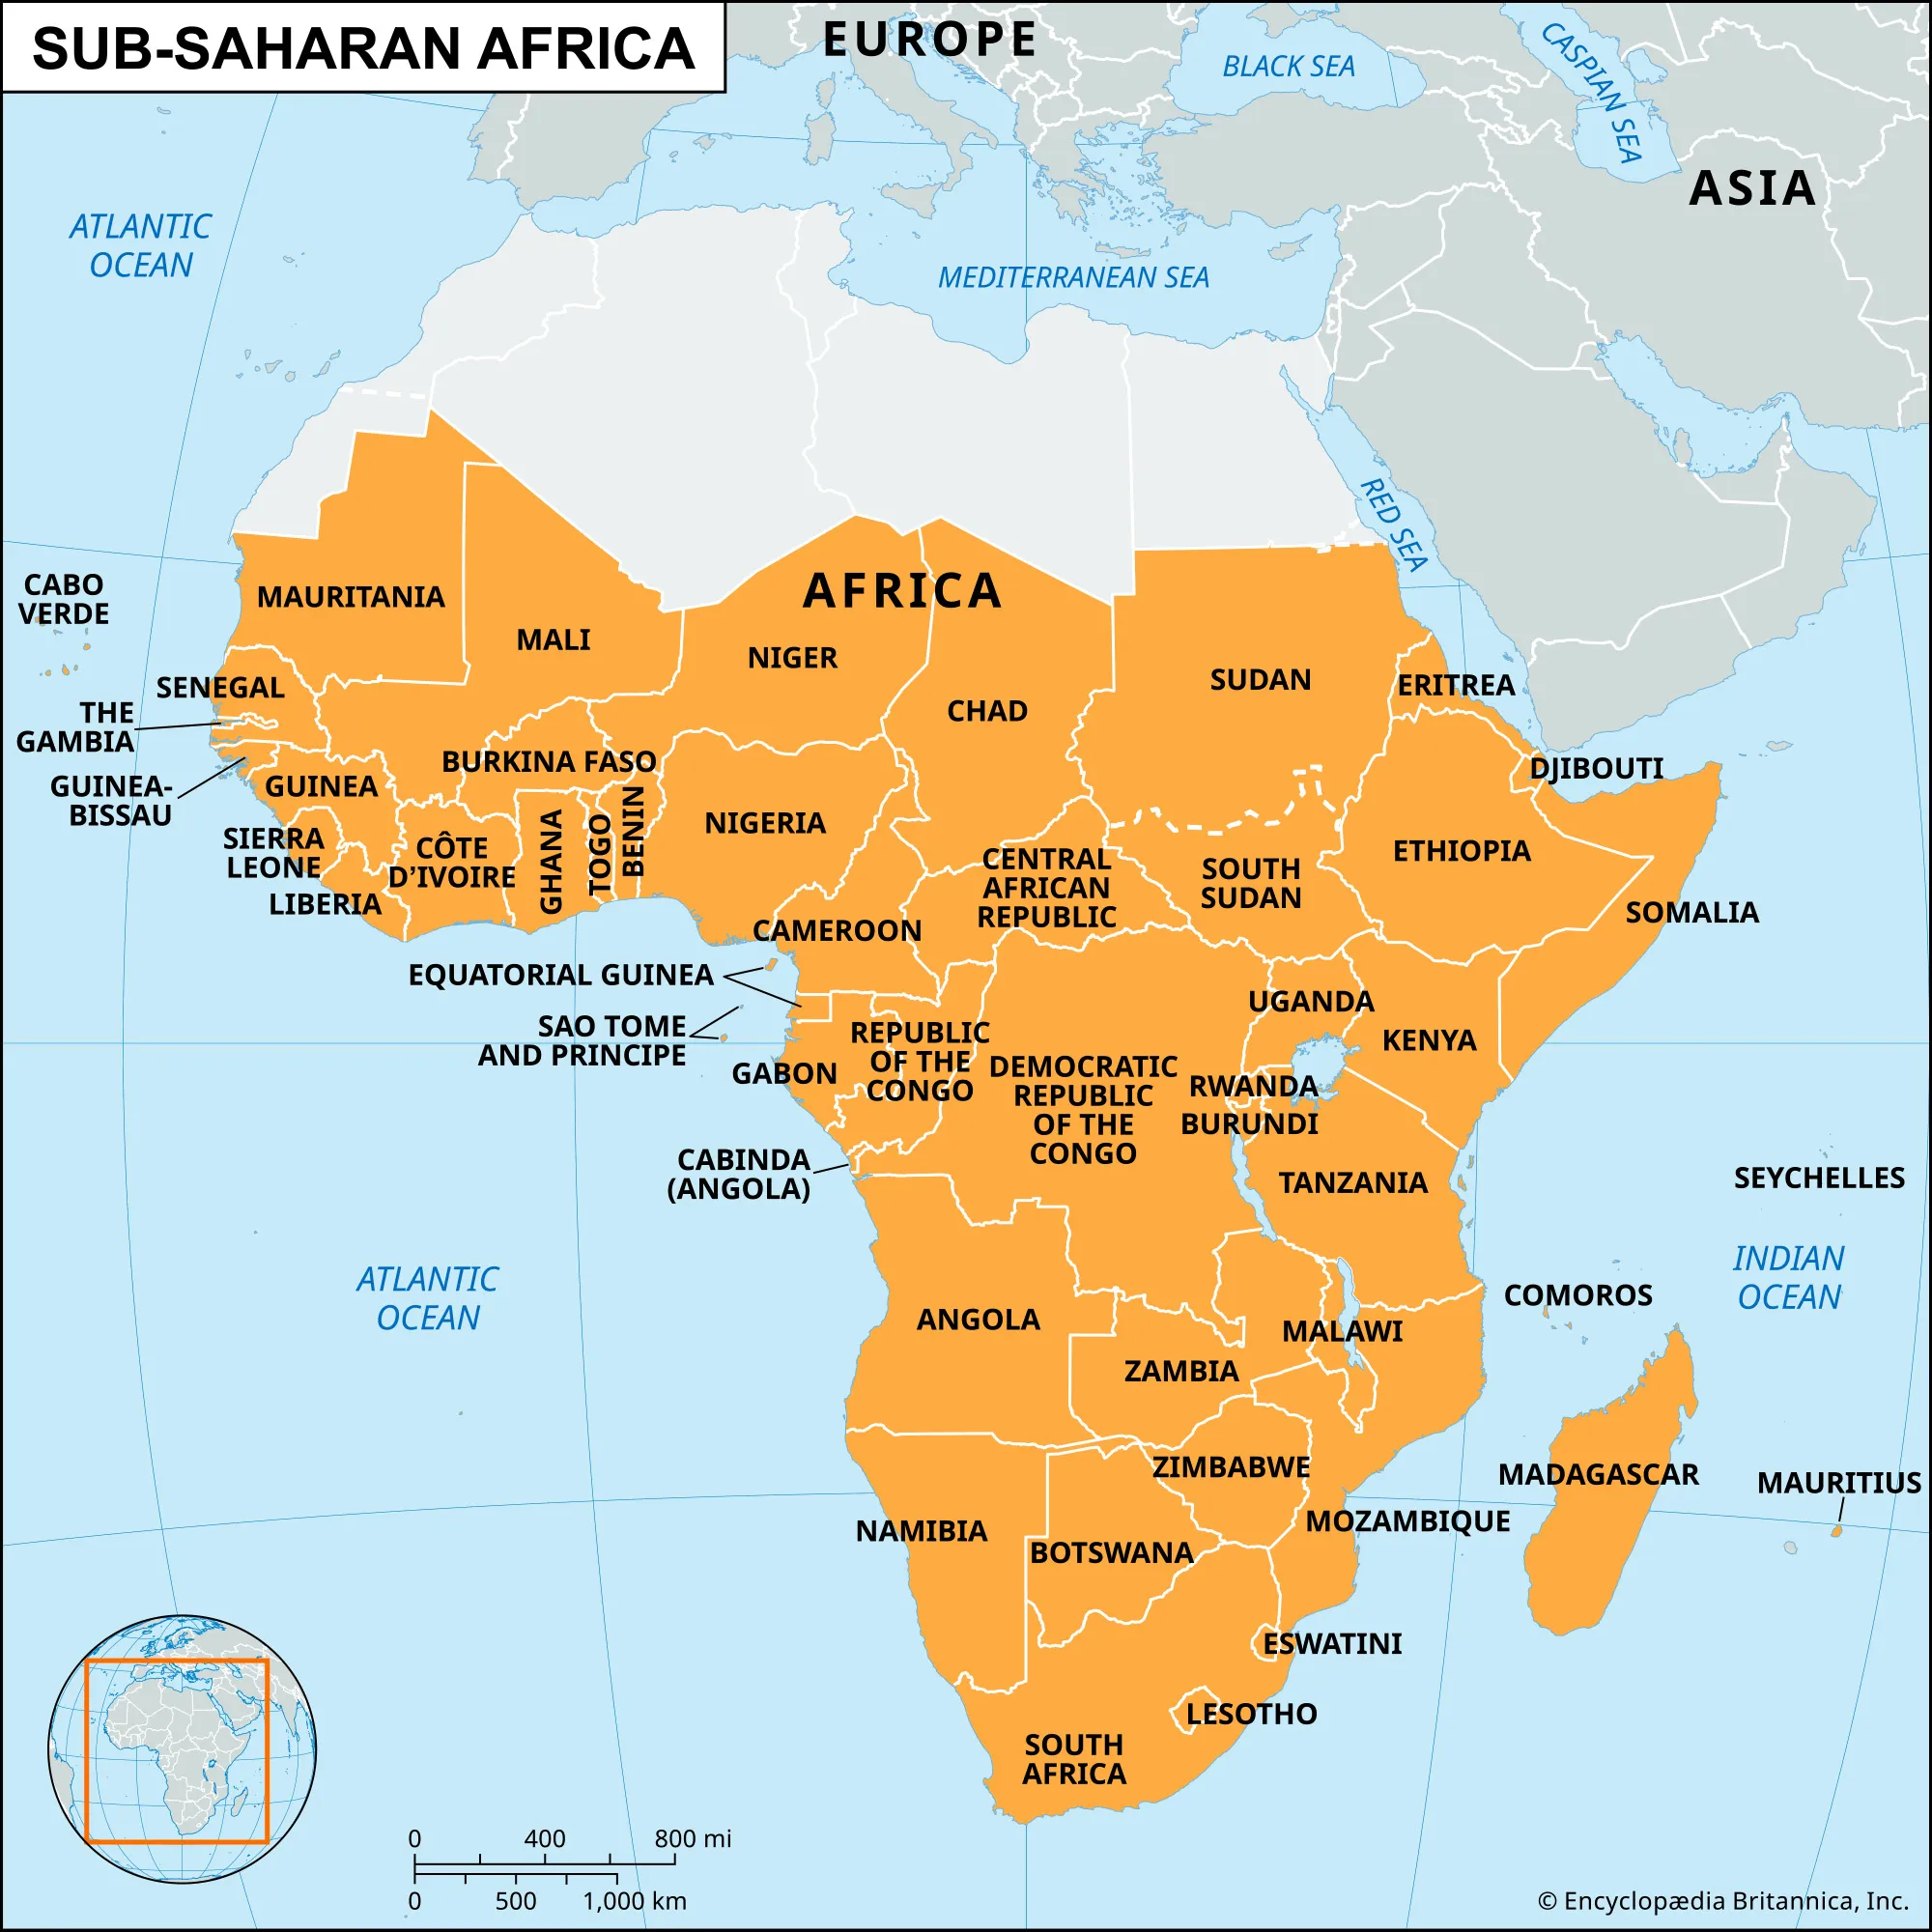 SUB-SAHARAN AFRICA
EUROPE
BLACK SEA
CASPIAN SEA
ASIA
ATLANTIC
OCEAN
MEDITERRANEAN SEA
RED SEA
CABO
VERDE
MAURITANIA
AFRICA
MALI
NIGER
SENEGAL
CHAD
SUDAN
ERITREA
THE
GAMBIA
BURKINA FASO
DJIBOUTI
GUINEA-
BISSAU
GUINEA
SIERRA
LEONE
CÔTE
D’IVOIRE
GHANA
TOGO
BENIN
NIGERIA
CENTRAL
AFRICAN
REPUBLIC
SOUTH
SUDAN
ETHIOPIA
LIBERIA
SOMALIA
CAMEROON
EQUATORIAL GUINEA
UGANDA
SAO TOME
AND PRINCIPE
REPUBLIC
OF THE
CONGO
KENYA
GABON
DEMOCRATIC
REPUBLIC
OF THE
CONGO
RWANDA
BURUNDI
CABINDA
(ANGOLA)
TANZANIA
SEYCHELLES
ATLANTIC
OCEAN
INDIAN
OCEAN
COMOROS
ANGOLA
MALAWI
ZAMBIA
ZIMBABWE
MADAGASCAR
MAURITIUS
NAMIBIA
BOTSWANA
MOZAMBIQUE
ESWATINI
LESOTHO
SOUTH
AFRICA
0 400 800 mi
0 500 1,000 km
© Encyclopædia Britannica, Inc.